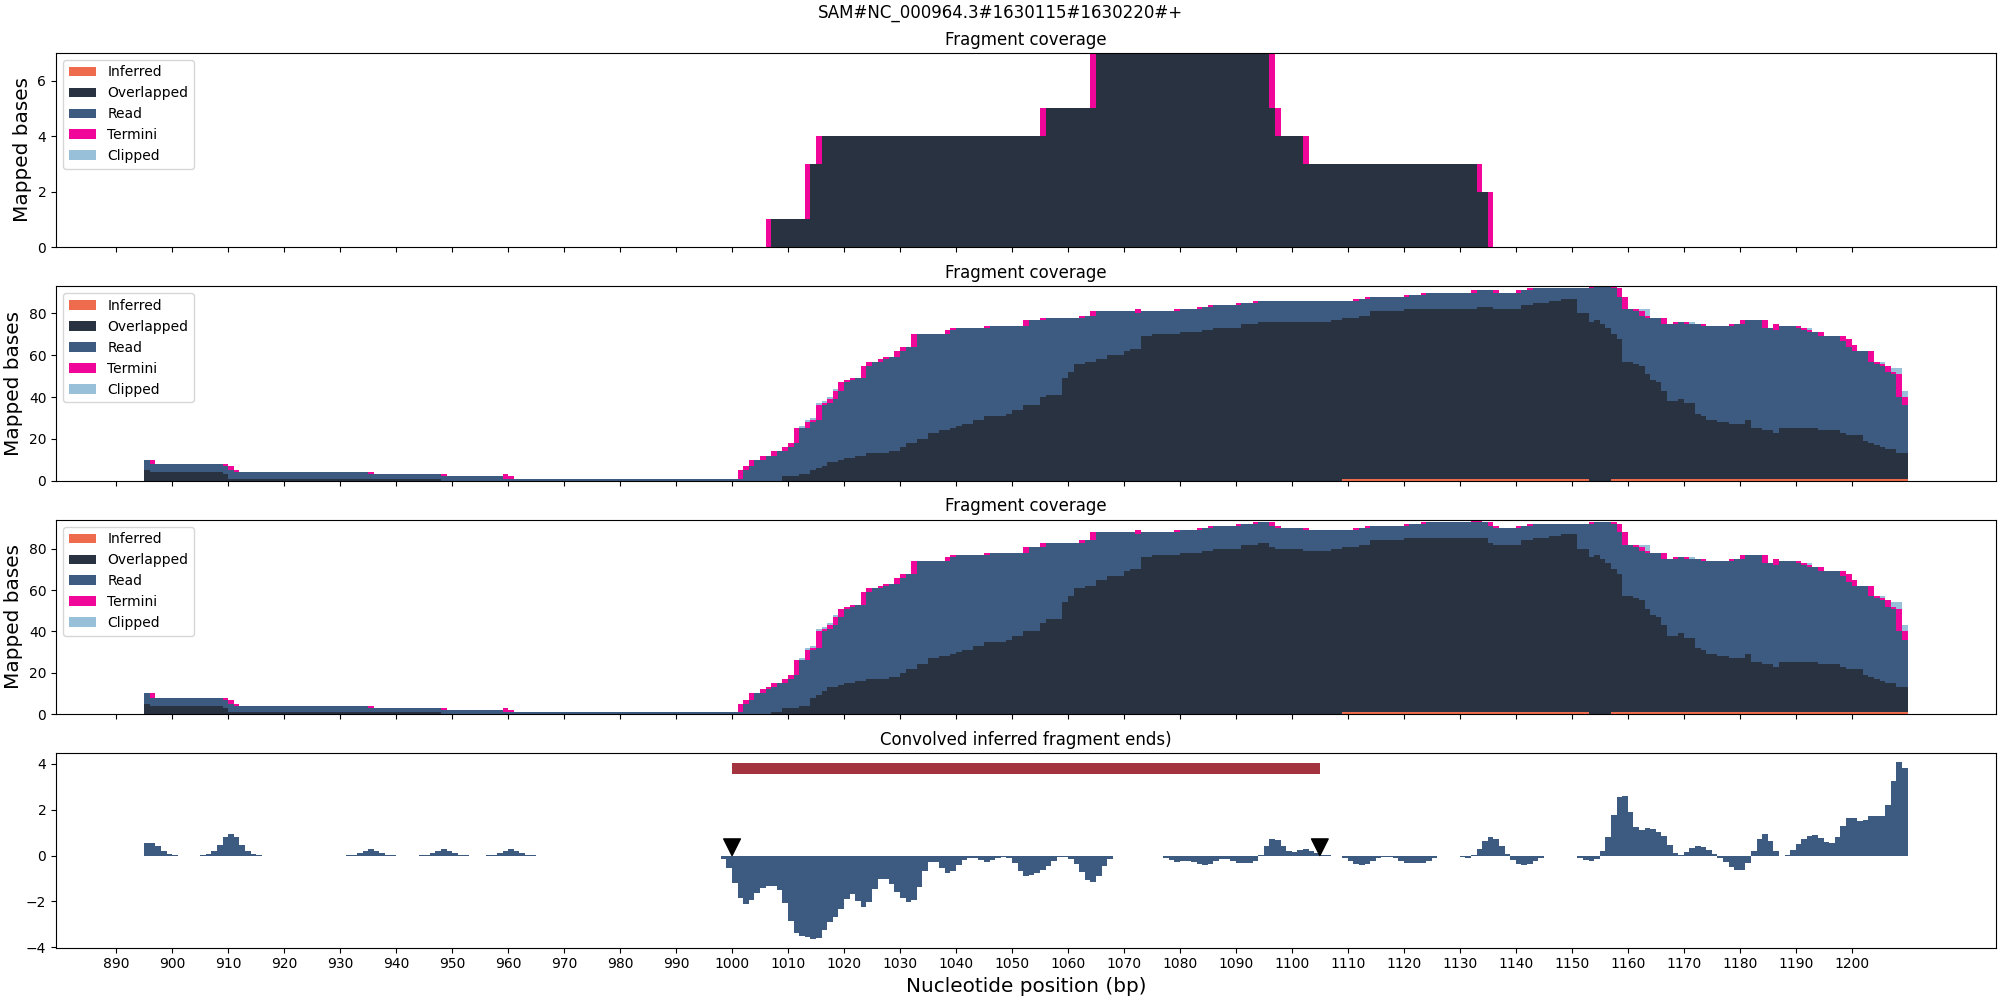 SAM#NC_000964.3#1630115#1630220#+
Fragment coverage
Mapped bases
6
4
2
0
Inferred
Overlapped
Read
Termini
Clipped
Fragment coverage
Mapped bases
80
60
40
20
0
Inferred
Overlapped
Read
Termini
Clipped
Fragment coverage
Mapped bases
80
60
40
20
0
Inferred
Overlapped
Read
Termini
Clipped
Convolved inferred fragment ends)
4
2
0
−2
−4
890 900 910 920 930 940 950 960 970 980 990 1000 1010 1020 1030 1040 1050 1060 1070 1080 1090 1100 1110 1120 1130 1140 1150 1160 1170 1180 1190 1200
Nucleotide position (bp)